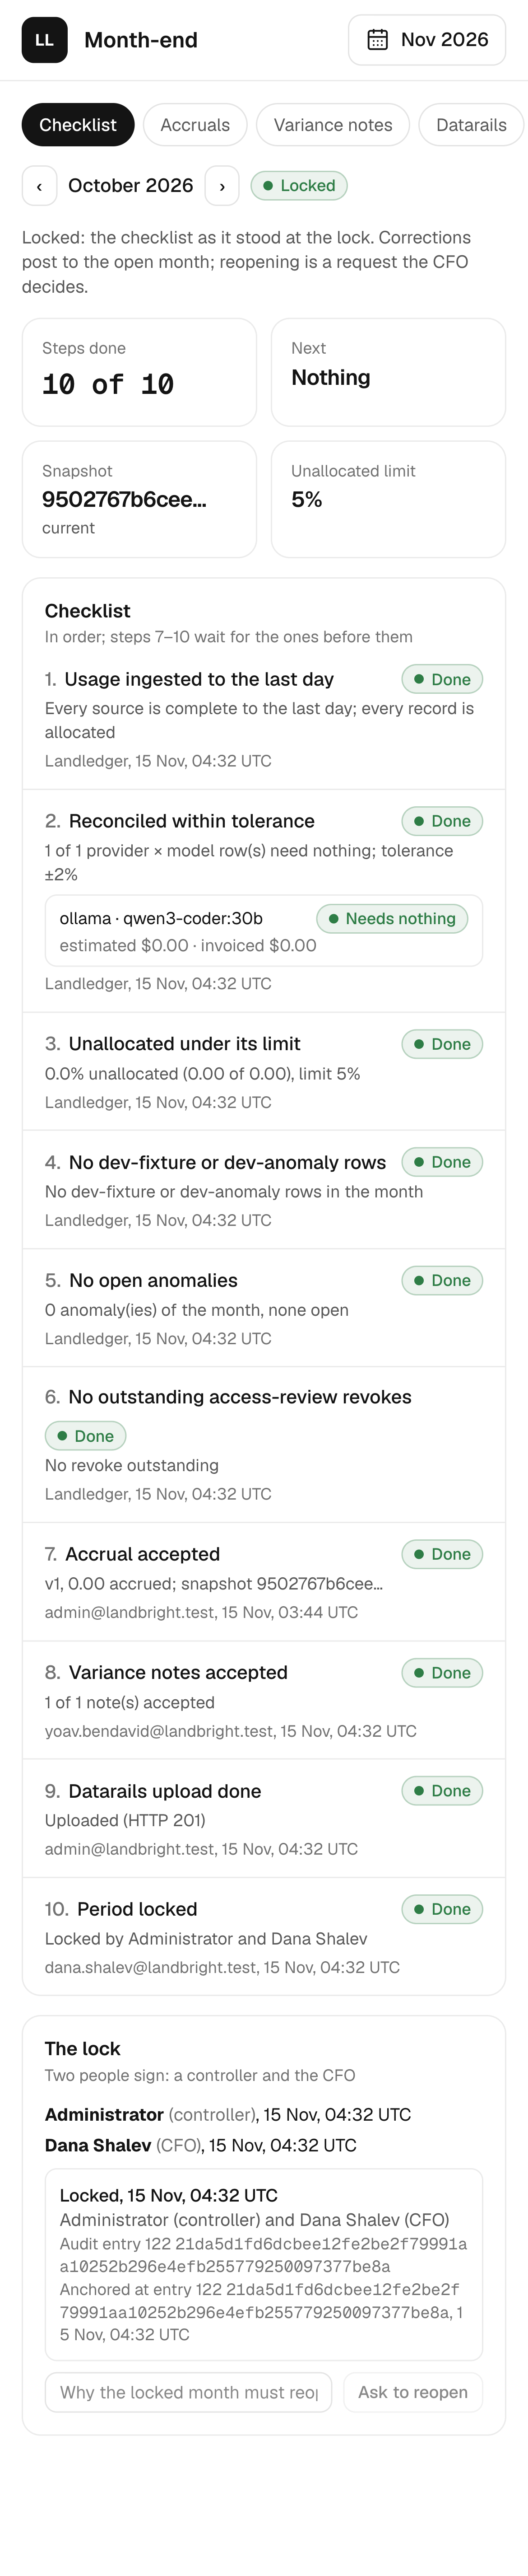 LL
Month-end
Nov 2026
Checklist
Accruals
Variance notes
Datarails
‹
October 2026
›
Locked
Locked: the checklist as it stood at the lock. Corrections
post to the open month; reopening is a request the CFO
decides.
Steps done
10 of 10
Next
Nothing
Snapshot
9502767b6cee…
current
Unallocated limit
5%
Checklist
In order; steps 7–10 wait for the ones before them
1. Usage ingested to the last day
Done
Every source is complete to the last day; every record is
allocated
Landledger, 15 Nov, 04:32 UTC
2. Reconciled within tolerance
Done
1 of 1 provider × model row(s) need nothing; tolerance
±2%
ollama · qwen3-coder:30b
Needs nothing
estimated $0.00 · invoiced $0.00
Landledger, 15 Nov, 04:32 UTC
3. Unallocated under its limit
Done
0.0% unallocated (0.00 of 0.00), limit 5%
Landledger, 15 Nov, 04:32 UTC
4. No dev-fixture or dev-anomaly rows
Done
No dev-fixture or dev-anomaly rows in the month
Landledger, 15 Nov, 04:32 UTC
5. No open anomalies
Done
0 anomaly(ies) of the month, none open
Landledger, 15 Nov, 04:32 UTC
6. No outstanding access-review revokes
Done
No revoke outstanding
Landledger, 15 Nov, 04:32 UTC
7. Accrual accepted
Done
v1, 0.00 accrued; snapshot 9502767b6cee…
admin@landbright.test, 15 Nov, 03:44 UTC
8. Variance notes accepted
Done
1 of 1 note(s) accepted
yoav.bendavid@landbright.test, 15 Nov, 04:32 UTC
9. Datarails upload done
Done
Uploaded (HTTP 201)
admin@landbright.test, 15 Nov, 04:32 UTC
10. Period locked
Done
Locked by Administrator and Dana Shalev
dana.shalev@landbright.test, 15 Nov, 04:32 UTC
The lock
Two people sign: a controller and the CFO
Administrator (controller), 15 Nov, 04:32 UTC
Dana Shalev (CFO), 15 Nov, 04:32 UTC
Locked, 15 Nov, 04:32 UTC
Administrator (controller) and Dana Shalev (CFO)
Audit entry 122 21da5d1fd6dcbee12fe2be2f79991a
a10252b296e4efb255779250097377be8a
Anchored at entry 122 21da5d1fd6dcbee12fe2be2f
79991aa10252b296e4efb255779250097377be8a, 1
5 Nov, 04:32 UTC
Why the locked month must reop
Ask to reopen